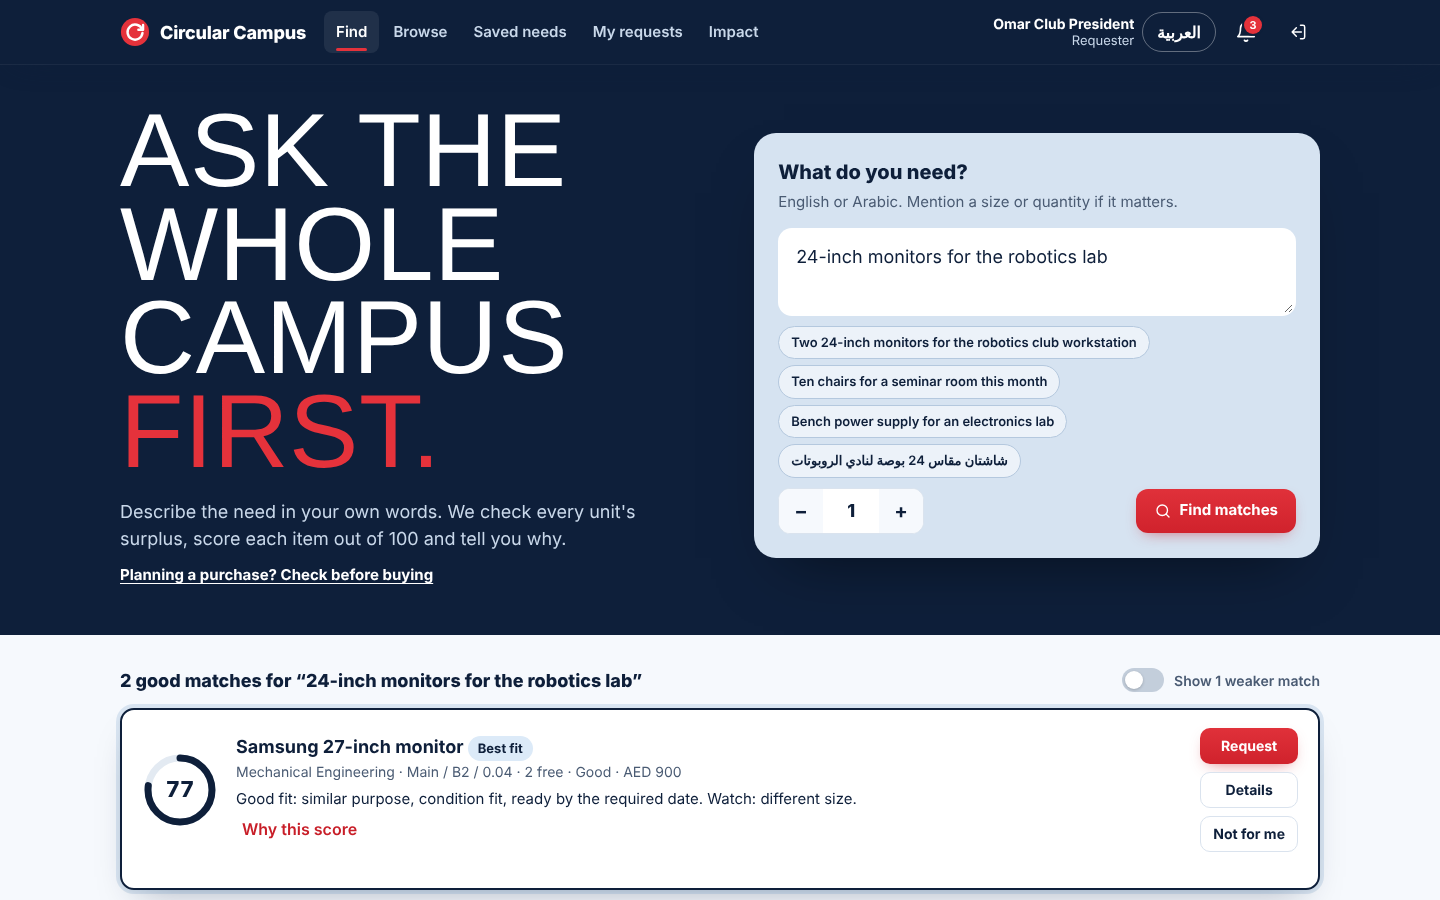 Circular Campus
Find
Browse
Saved needs
My requests
Impact
Omar Club President
Requester
العربية
3
ASK THE
WHOLE
CAMPUS
FIRST.
Describe the need in your own words. We check every unit's
surplus, score each item out of 100 and tell you why.
Planning a purchase? Check before buying
What do you need?
English or Arabic. Mention a size or quantity if it matters.
24-inch monitors for the robotics lab
Two 24-inch monitors for the robotics club workstation
Ten chairs for a seminar room this month
Bench power supply for an electronics lab
شاشتان مقاس 24 بوصة لنادي الروبوتات
− 1 +
Find matches
2 good matches for “24-inch monitors for the robotics lab”
Show 1 weaker match
77
Samsung 27-inch monitor Best fit
Mechanical Engineering · Main / B2 / 0.04 · 2 free · Good · AED 900
Good fit: similar purpose, condition fit, ready by the required date. Watch: different size.
Why this score
Request
Details
Not for me